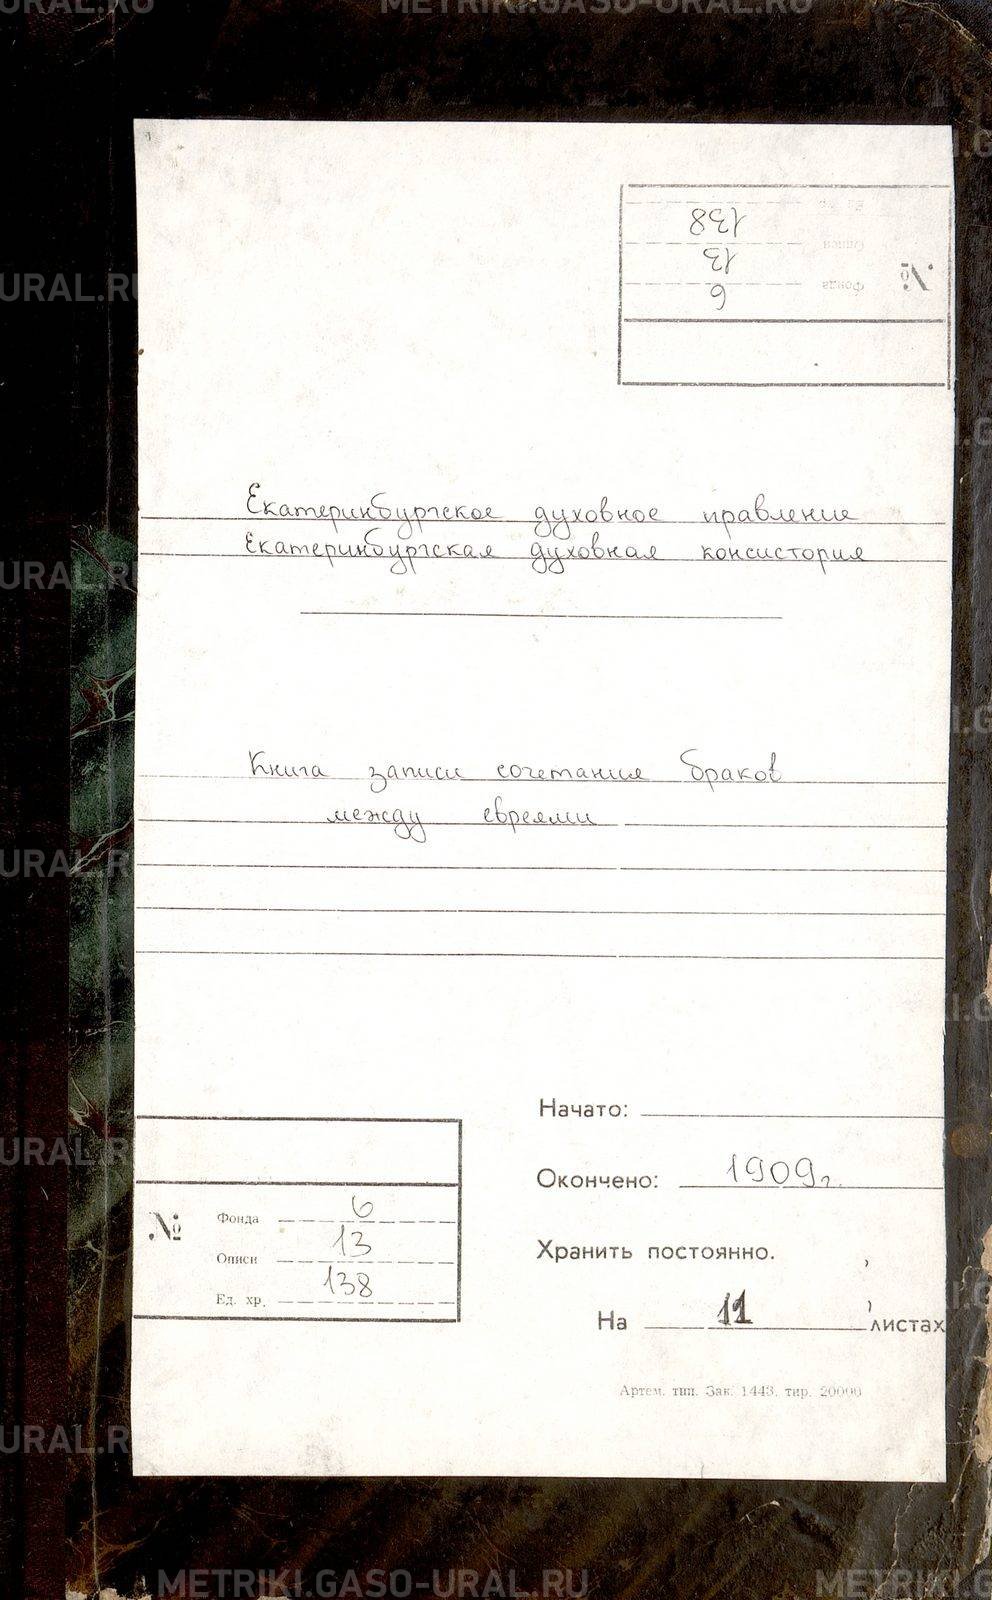 METRIKI.GASO-URAL.RU
Ед. хр.
138
Описи
13
Фонда
6
№
Екатеринбургское духовное правление
Екатеринбургская духовная консистория
Книга записи сочетания браков
между евреями
Начато:
Окончено: 1909г.
Хранить постоянно.
На 11 листах
№
Фонда 6
Описи 13
Ед. хр. 138
Артем. тип. Зак. 1443. тир. 20000
METRIKI.GASO-URAL.RU